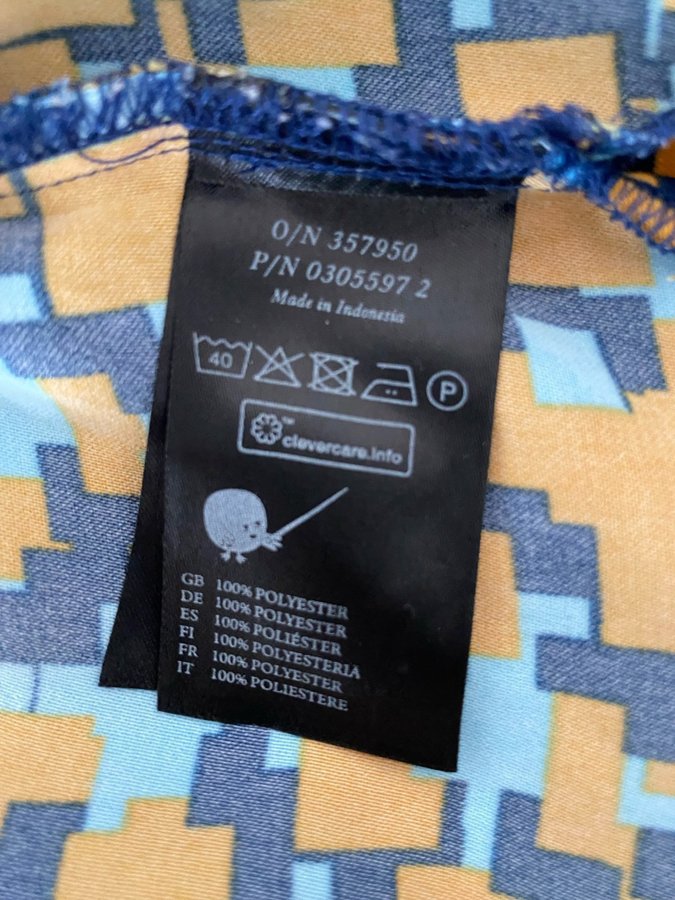 O/N 357950
P/N 0305597 2
Made in Indonesia
40 P
™
clevercare.info
GB 100% POLYESTER
DE 100% POLYESTER
ES 100% POLIÉSTER
FI 100% POLYESTERIA
FR 100% POLYESTER
IT 100% POLIESTERE